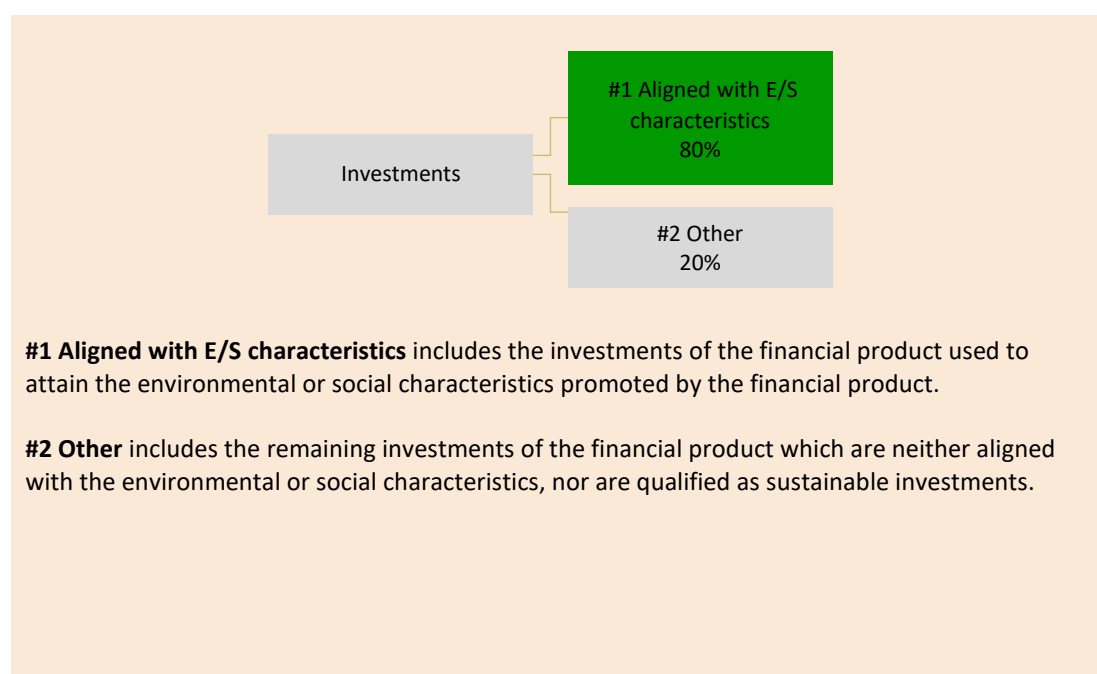 #1 Aligned with E/S
characteristics
80%
Investments
#2 Other
20%
#1 Aligned with E/S characteristics includes the investments of the financial product used to
attain the environmental or social characteristics promoted by the financial product.
#2 Other includes the remaining investments of the financial product which are neither aligned
with the environmental or social characteristics, nor are qualified as sustainable investments.